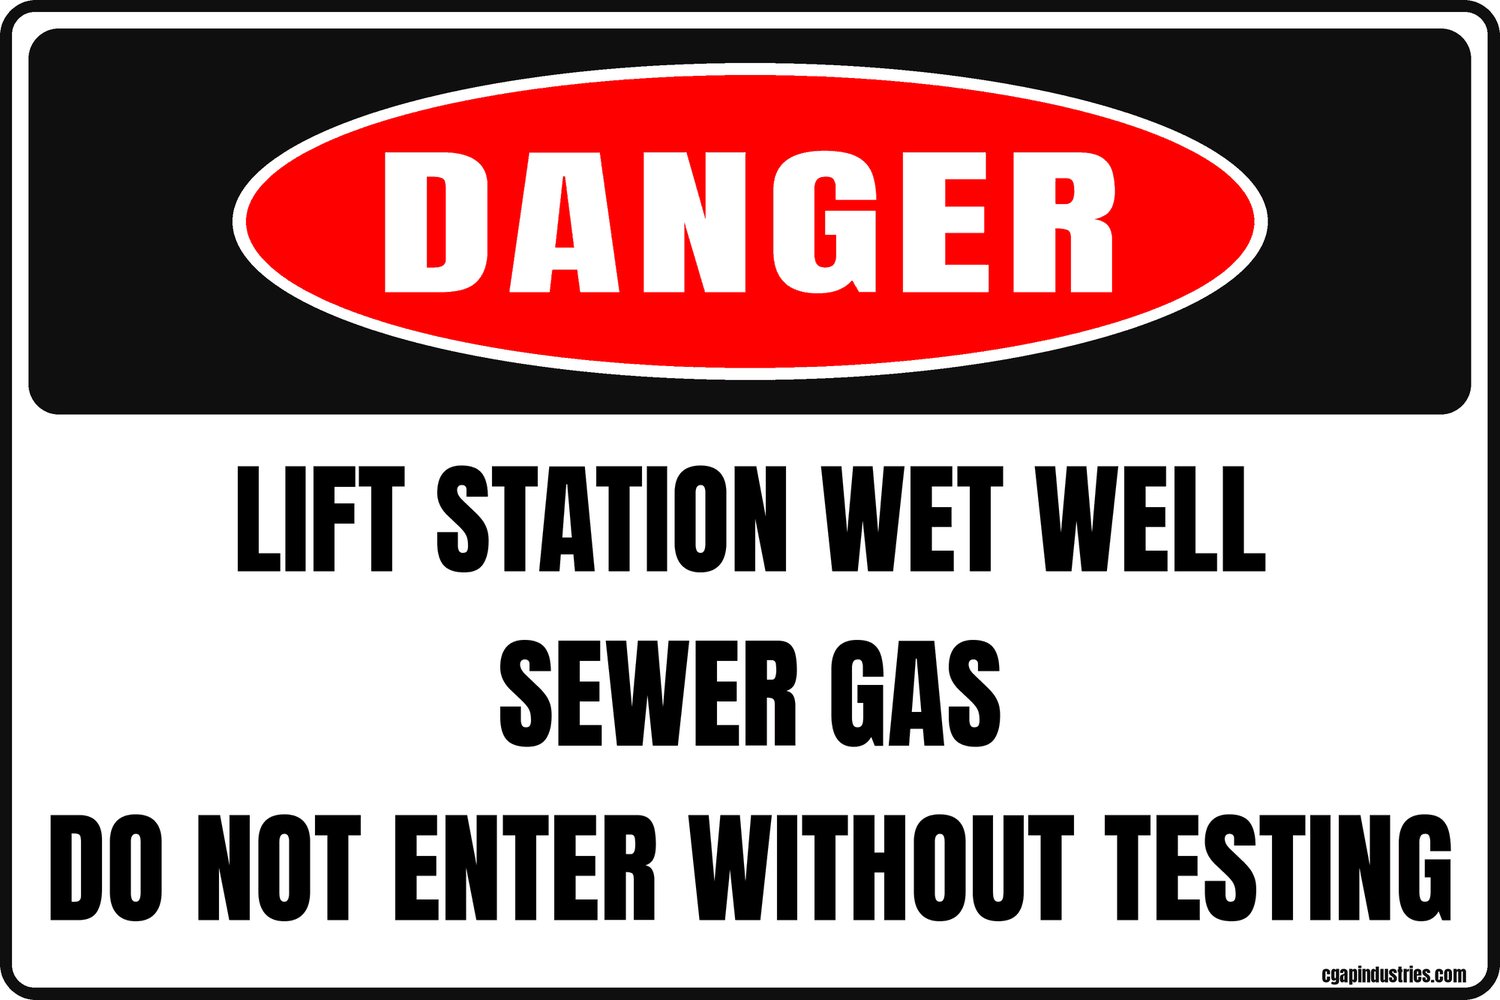 DANGER
LIFT STATION WET WELL
SEWER GAS
DO NOT ENTER WITHOUT TESTING
cgapindustries.com